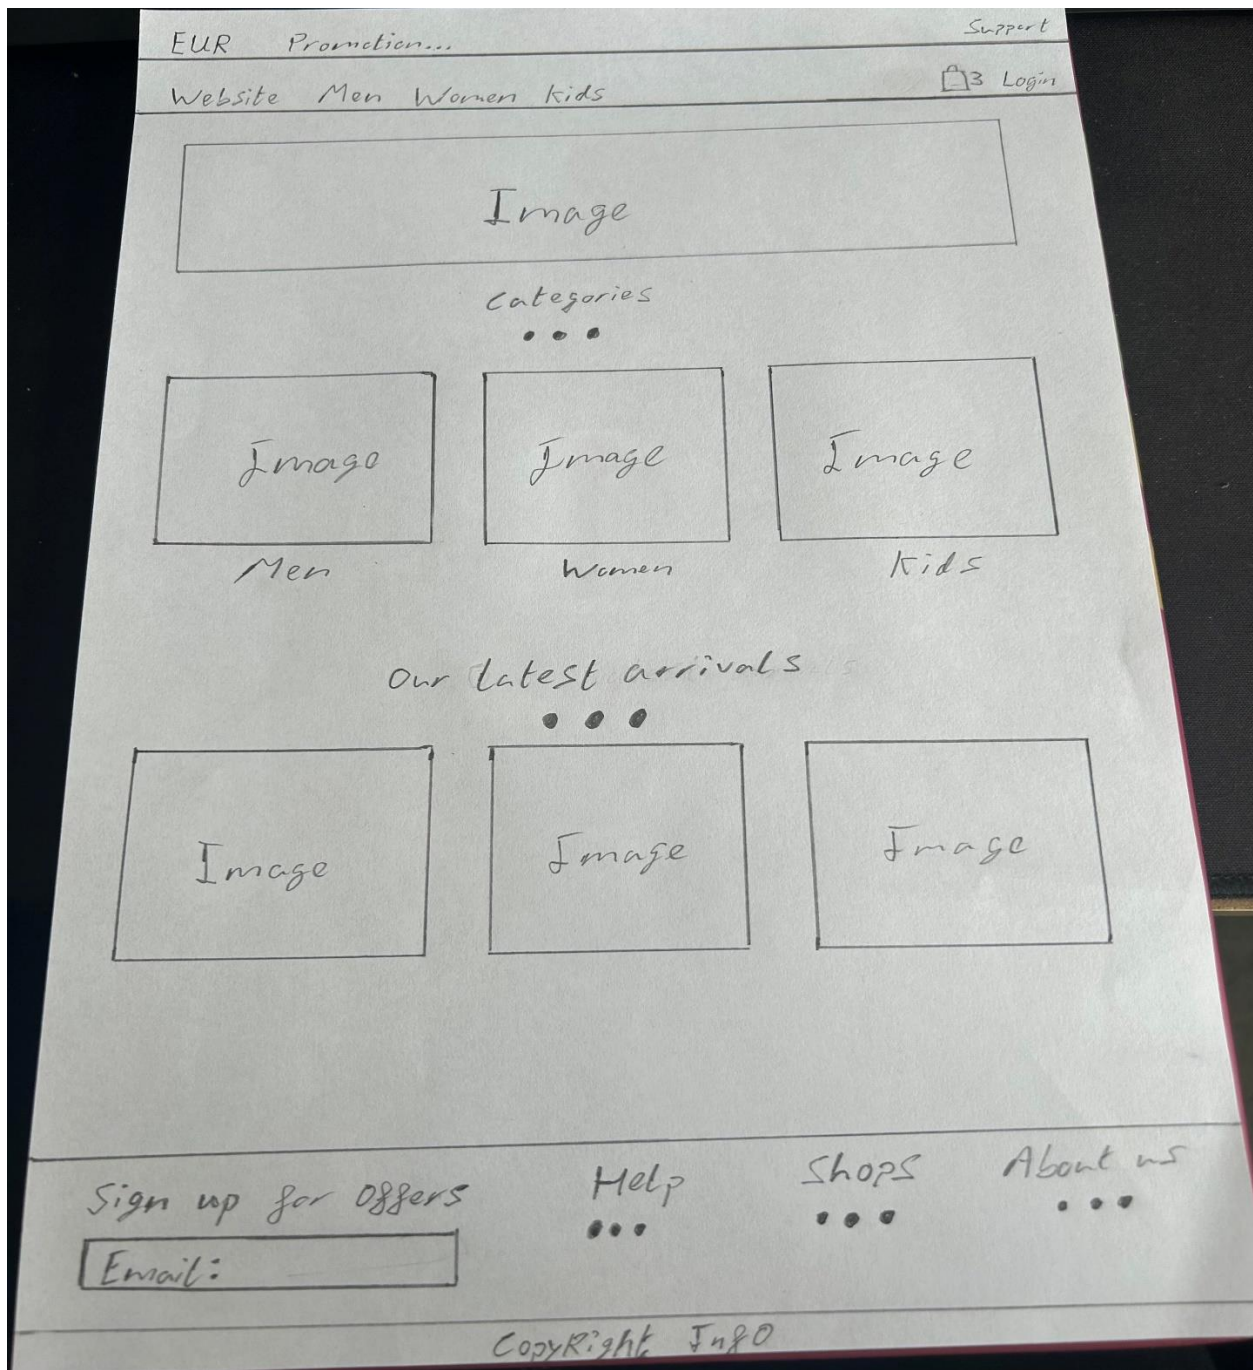 EUR Promotion... Support
Website Men Women Kids 3 Login
Image
Categories
Image Image Image
Men Women Kids
Our latest arrivals
Image Image Image
Sign up for Offers Help Shops About us
Email:
CopyRight Info